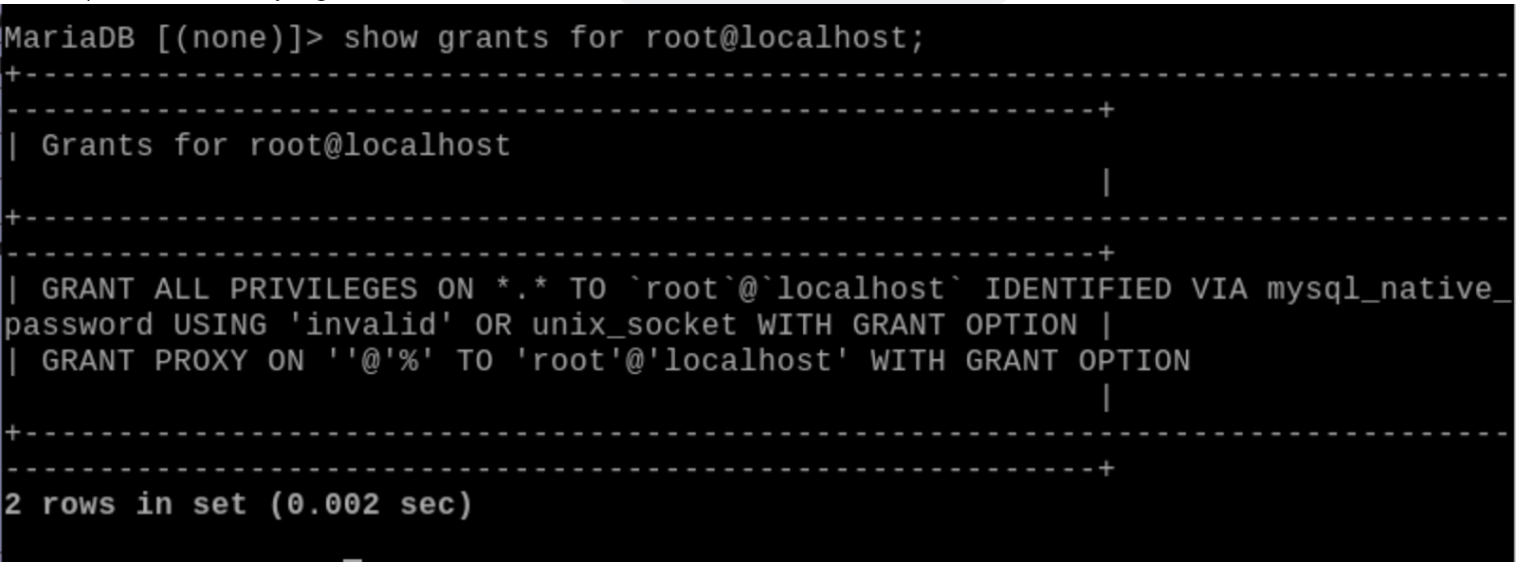 MariaDB [(none)]> show grants for root@localhost;
+-------------------------------------------------------------------------------
----------------------------------------------------------+
| Grants for root@localhost
|
+-------------------------------------------------------------------------------
----------------------------------------------------------+
| GRANT ALL PRIVILEGES ON *.* TO `root`@`localhost` IDENTIFIED VIA mysql_native_
password USING 'invalid' OR unix_socket WITH GRANT OPTION |
| GRANT PROXY ON ''@'%' TO 'root'@'localhost' WITH GRANT OPTION
|
+-------------------------------------------------------------------------------
----------------------------------------------------------+
2 rows in set (0.002 sec)